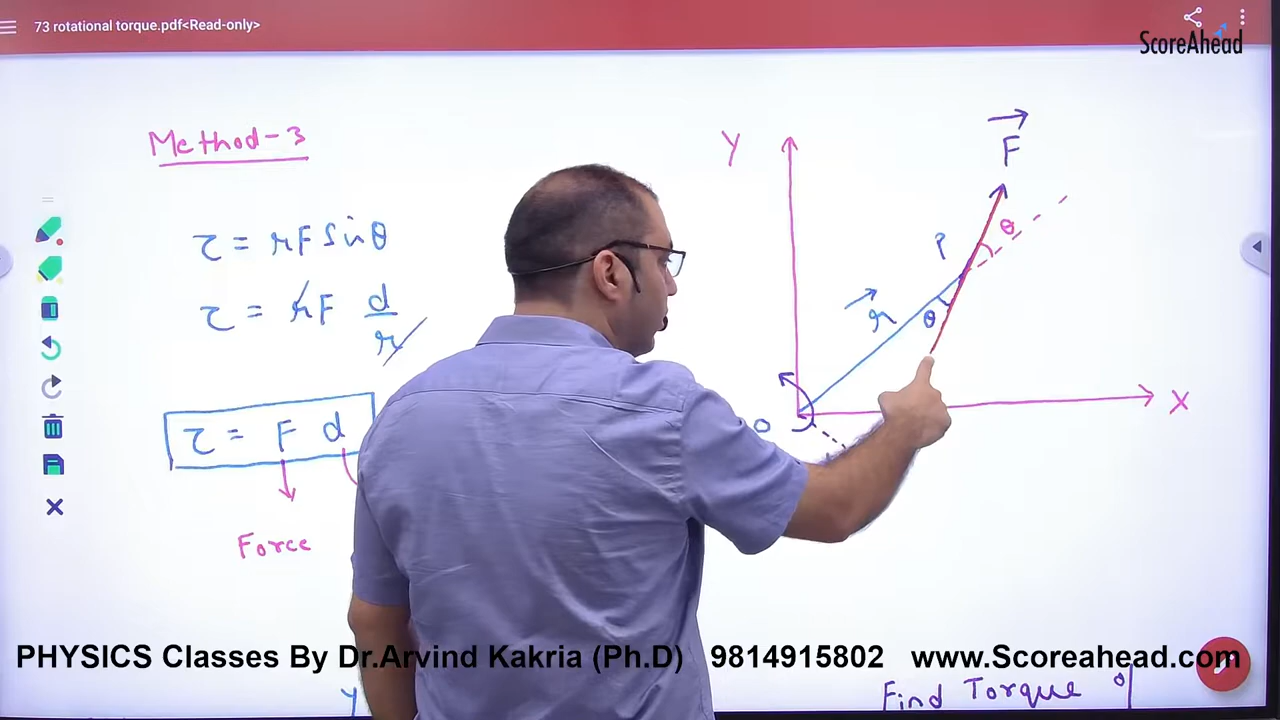 73 rotational torque.pdf<Read-only>
ScoreAhead
Method-3
τ = rF sinθ
τ = rF d/r
τ = F d
Force
Y
F
θ
P
r
θ
O
X
PHYSICS Classes By Dr.Arvind Kakria (Ph.D) 9814915802 www.Scoreahead.com
Y
Find Torque of